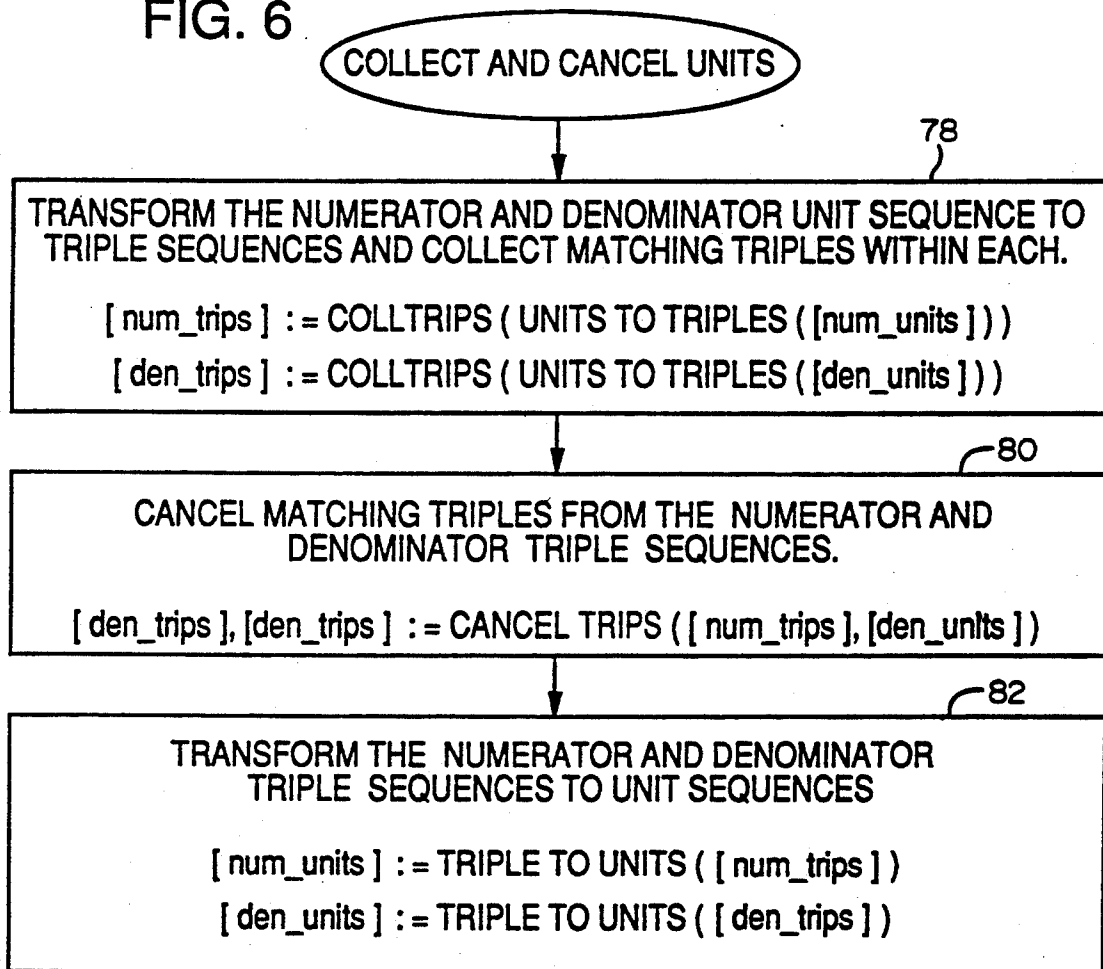 FIG. 6
COLLECT AND CANCEL UNITS
78
TRANSFORM THE NUMERATOR AND DENOMINATOR UNIT SEQUENCE TO
TRIPLE SEQUENCES AND COLLECT MATCHING TRIPLES WITHIN EACH.
[ num_trips ] : = COLLTRIPS ( UNITS TO TRIPLES ( [num_units ] ) )
[ den_trips ] : = COLLTRIPS ( UNITS TO TRIPLES ( [den_units ] ) )
80
CANCEL MATCHING TRIPLES FROM THE NUMERATOR AND
DENOMINATOR TRIPLE SEQUENCES.
[ den_trips ], [den_trips ] : = CANCEL TRIPS ( [ num_trips ], [den_units ] )
82
TRANSFORM THE NUMERATOR AND DENOMINATOR
TRIPLE SEQUENCES TO UNIT SEQUENCES
[ num_units ] : = TRIPLE TO UNITS ( [ num_trips ] )
[ den_units ] : = TRIPLE TO UNITS ( [ den_trips ] )